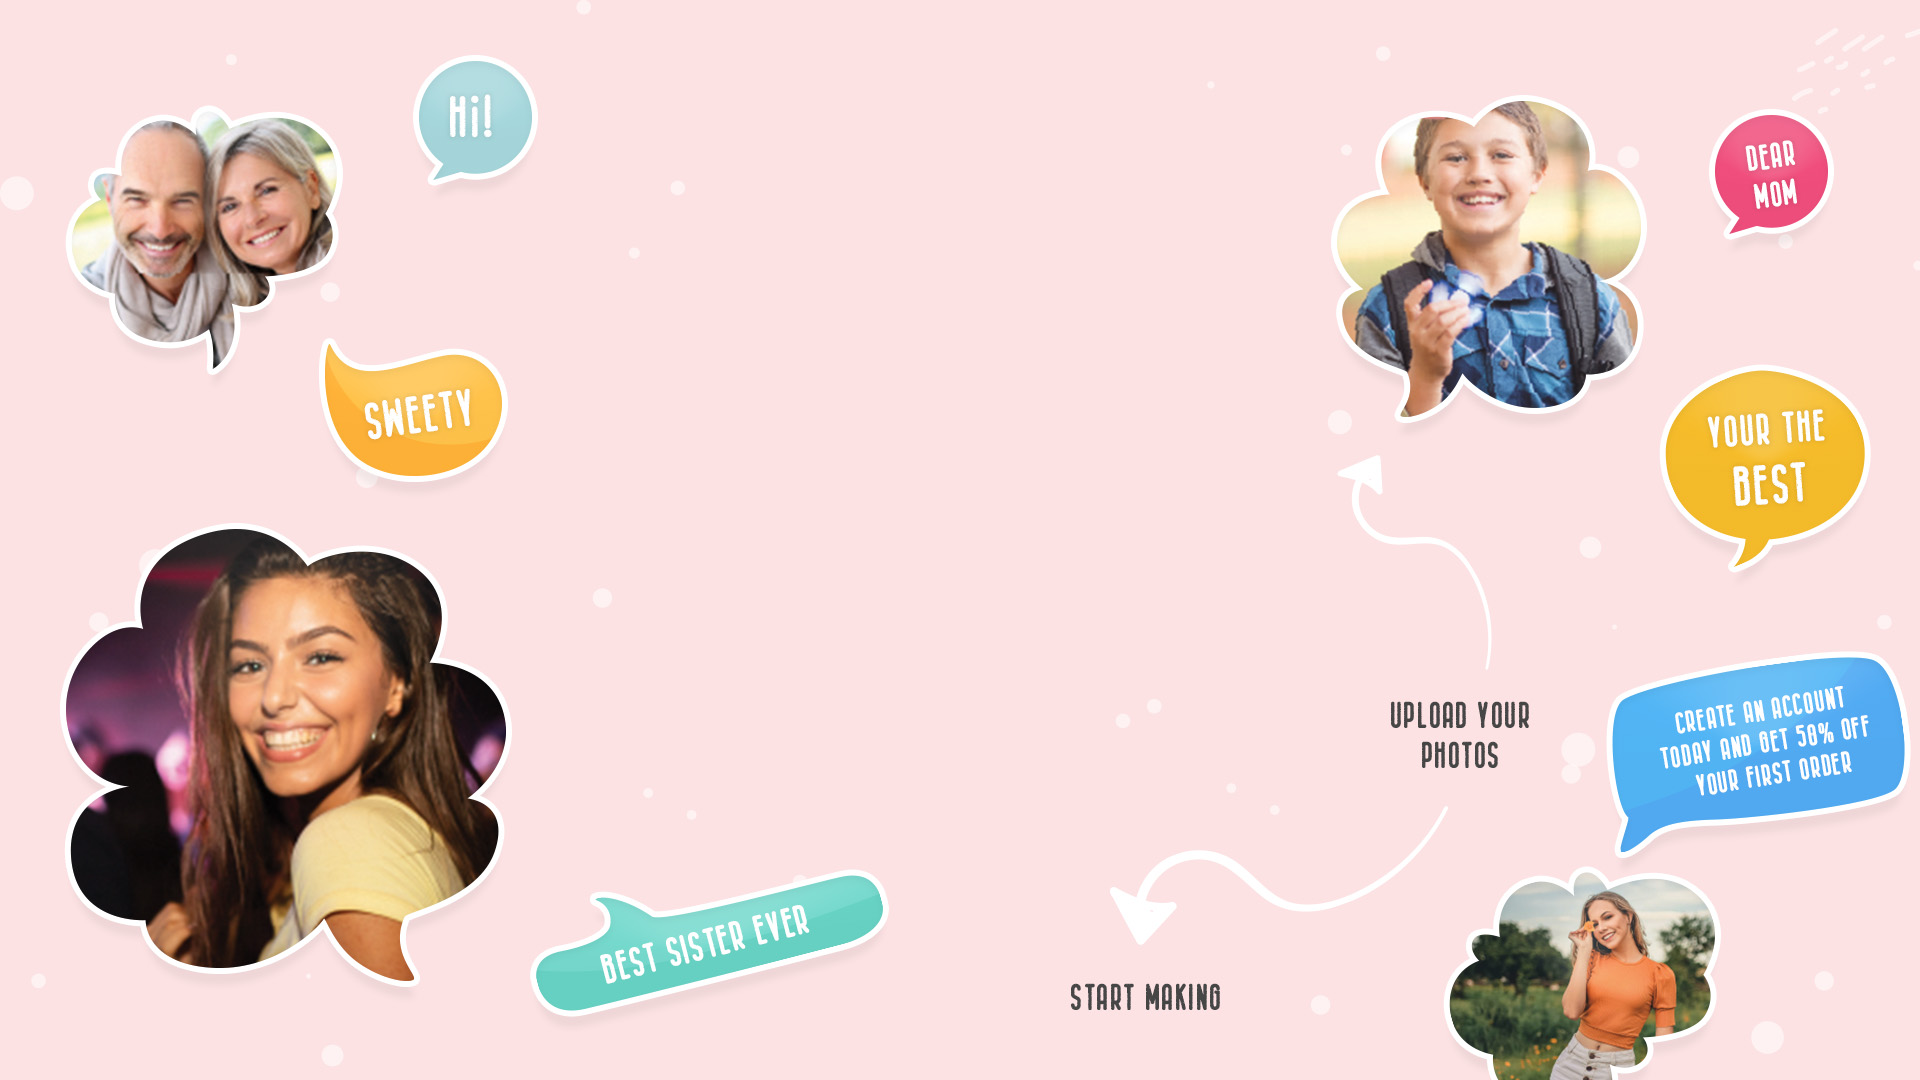 Hi!
DEAR
MOM
SWEETY
YOUR THE
BEST
UPLOAD YOUR
PHOTOS
CREATE AN ACCOUNT
TODAY AND GET 50% OFF
YOUR FIRST ORDER
BEST SISTER EVER
START MAKING